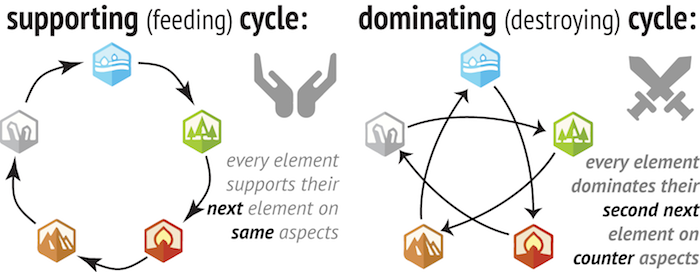 supporting (feeding) cycle:
every element
supports their
next element on
same aspects
dominating (destroying) cycle:
every element
dominates their
second next
element on
counter aspects